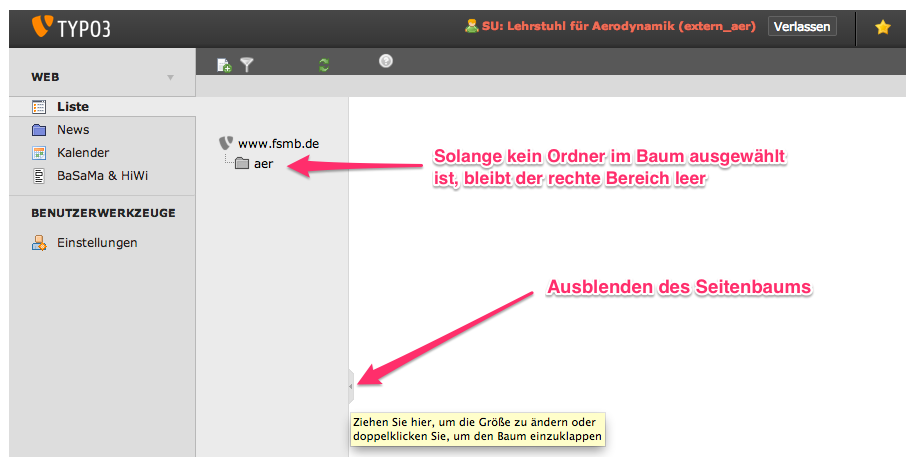 TYPO3
SU: Lehrstuhl für Aerodynamik (extern_aer)
Verlassen
WEB
Liste
News
Kalender
BaSaMa & HiWi
BENUTZERWERKZEUGE
Einstellungen
www.fsmb.de
aer
Solange kein Ordner im Baum ausgewählt
ist, bleibt der rechte Bereich leer
Ausblenden des Seitenbaums
Ziehen Sie hier, um die Größe zu ändern oder
doppelklicken Sie, um den Baum einzuklappen